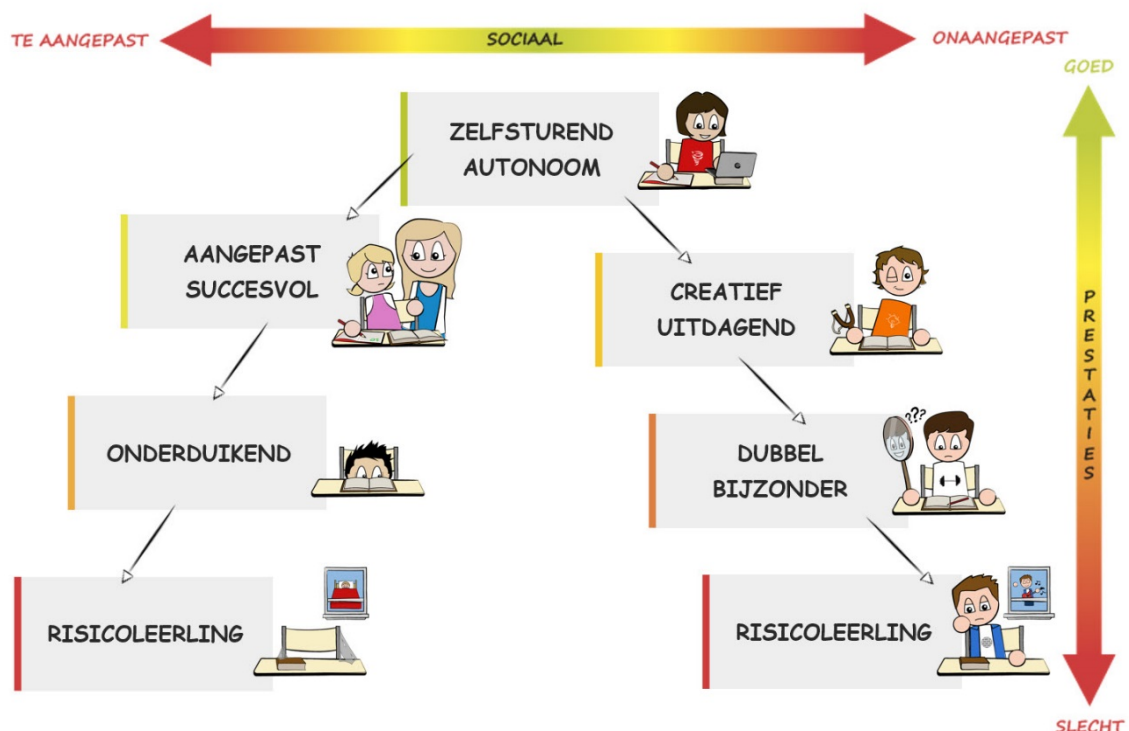 TE AANGEPAST
SOCIAAL
ONAANGEPAST
GOED
ZELFSTUREND
AUTONOOM
AANGEPAST
SUCCESVOL
CREATIEF
UITDAGEND
PRESTATIES
ONDERDUIKEND
???
DUBBEL
BIJZONDER
RISICOLEERLING
RISICOLEERLING
SLECHT